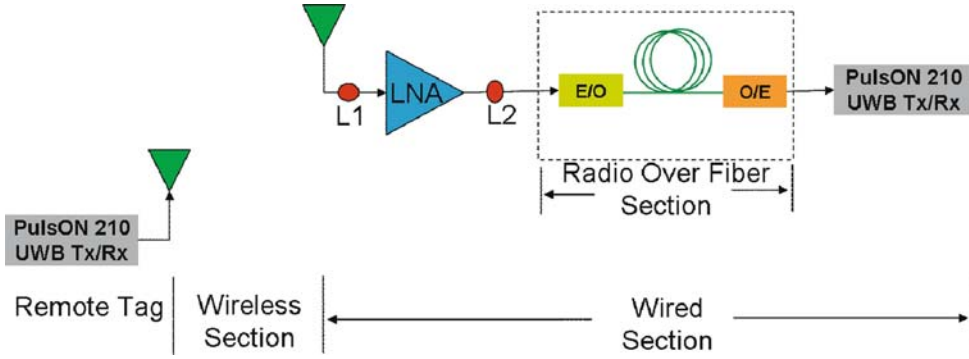 LNA
L1
L2
E/O
O/E
PulsON 210
UWB Tx/Rx
Radio Over Fiber
Section
PulsON 210
UWB Tx/Rx
Remote Tag
Wireless
Section
Wired
Section